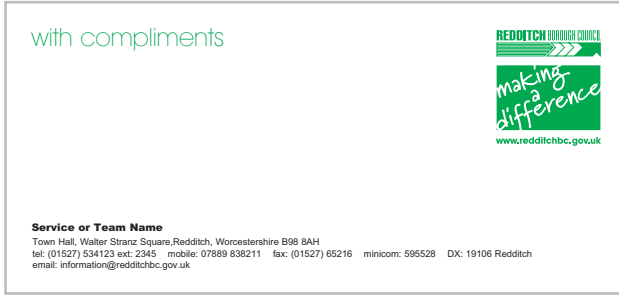 with compliments
REDDITCH BOROUGH COUNCIL
making
a
difference
www.redditchbc.gov.uk
Service or Team Name
Town Hall, Walter Stranz Square,Redditch, Worcestershire B98 8AH
tel: (01527) 534123 ext: 2345 mobile: 07889 838211 fax: (01527) 65216 minicom: 595528 DX: 19106 Redditch
email: information@redditchbc.gov.uk